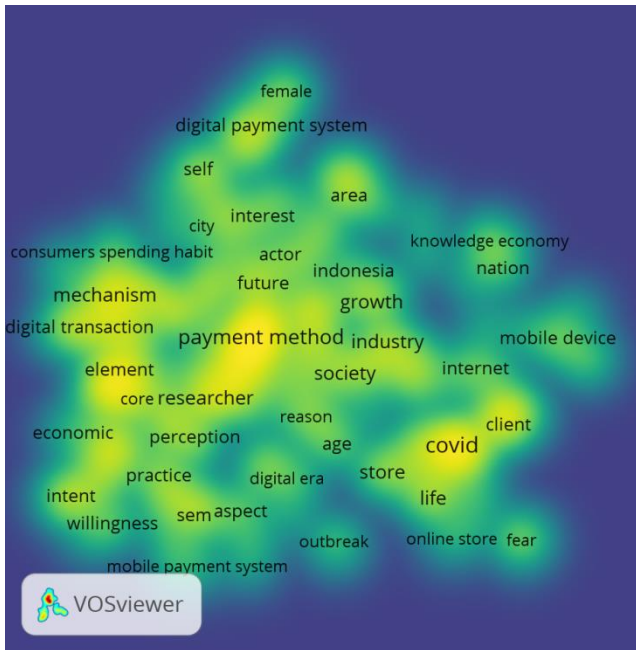 female
digital payment system
self
area
city
interest
knowledge economy
consumers spending habit
actor
nation
indonesia
future
mechanism
growth
digital transaction
payment method
industry
mobile device
element
society
internet
core
researcher
reason
client
economic
perception
age
covid
practice
digital era
store
intent
life
willingness
sem
aspect
outbreak
online store
fear
mobile payment system
VOSviewer